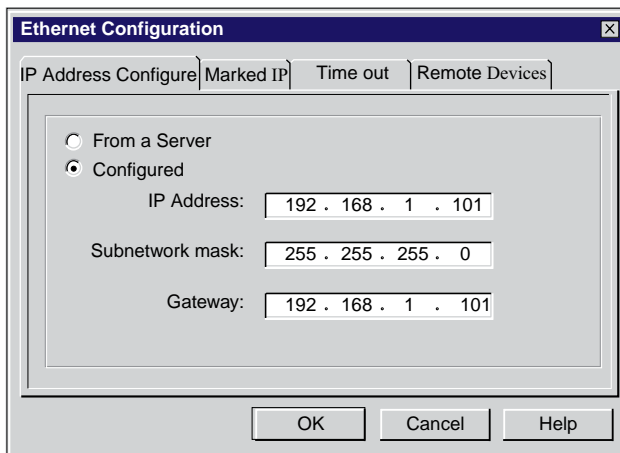 Ethernet Configuration
IP Address Configure Marked IP Time out Remote Devices
From a Server
Configured
IP Address: 192 . 168 . 1 . 101
Subnetwork mask: 255 . 255 . 255 . 0
Gateway: 192 . 168 . 1 . 101
OK Cancel Help